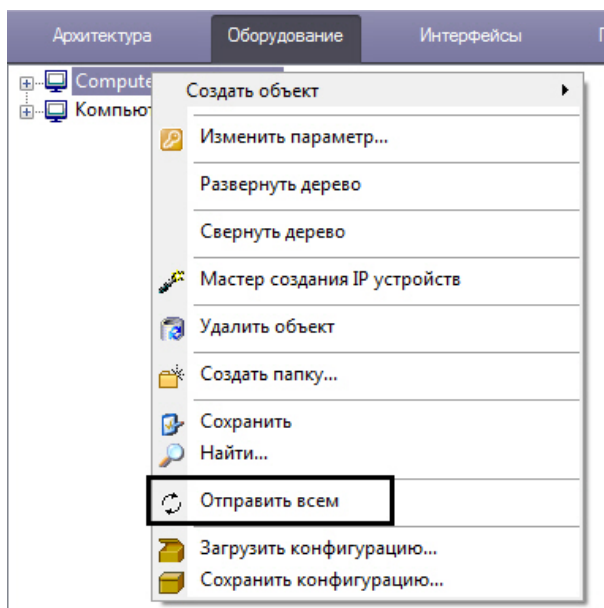 Архитектура Оборудование Интерфейсы
Compute
Создать объект
Компьют
Изменить параметр...
Развернуть дерево
Свернуть дерево
Мастер создания IP устройств
Удалить объект
Создать папку...
Сохранить
Найти...
Отправить всем
Загрузить конфигурацию...
Сохранить конфигурацию...